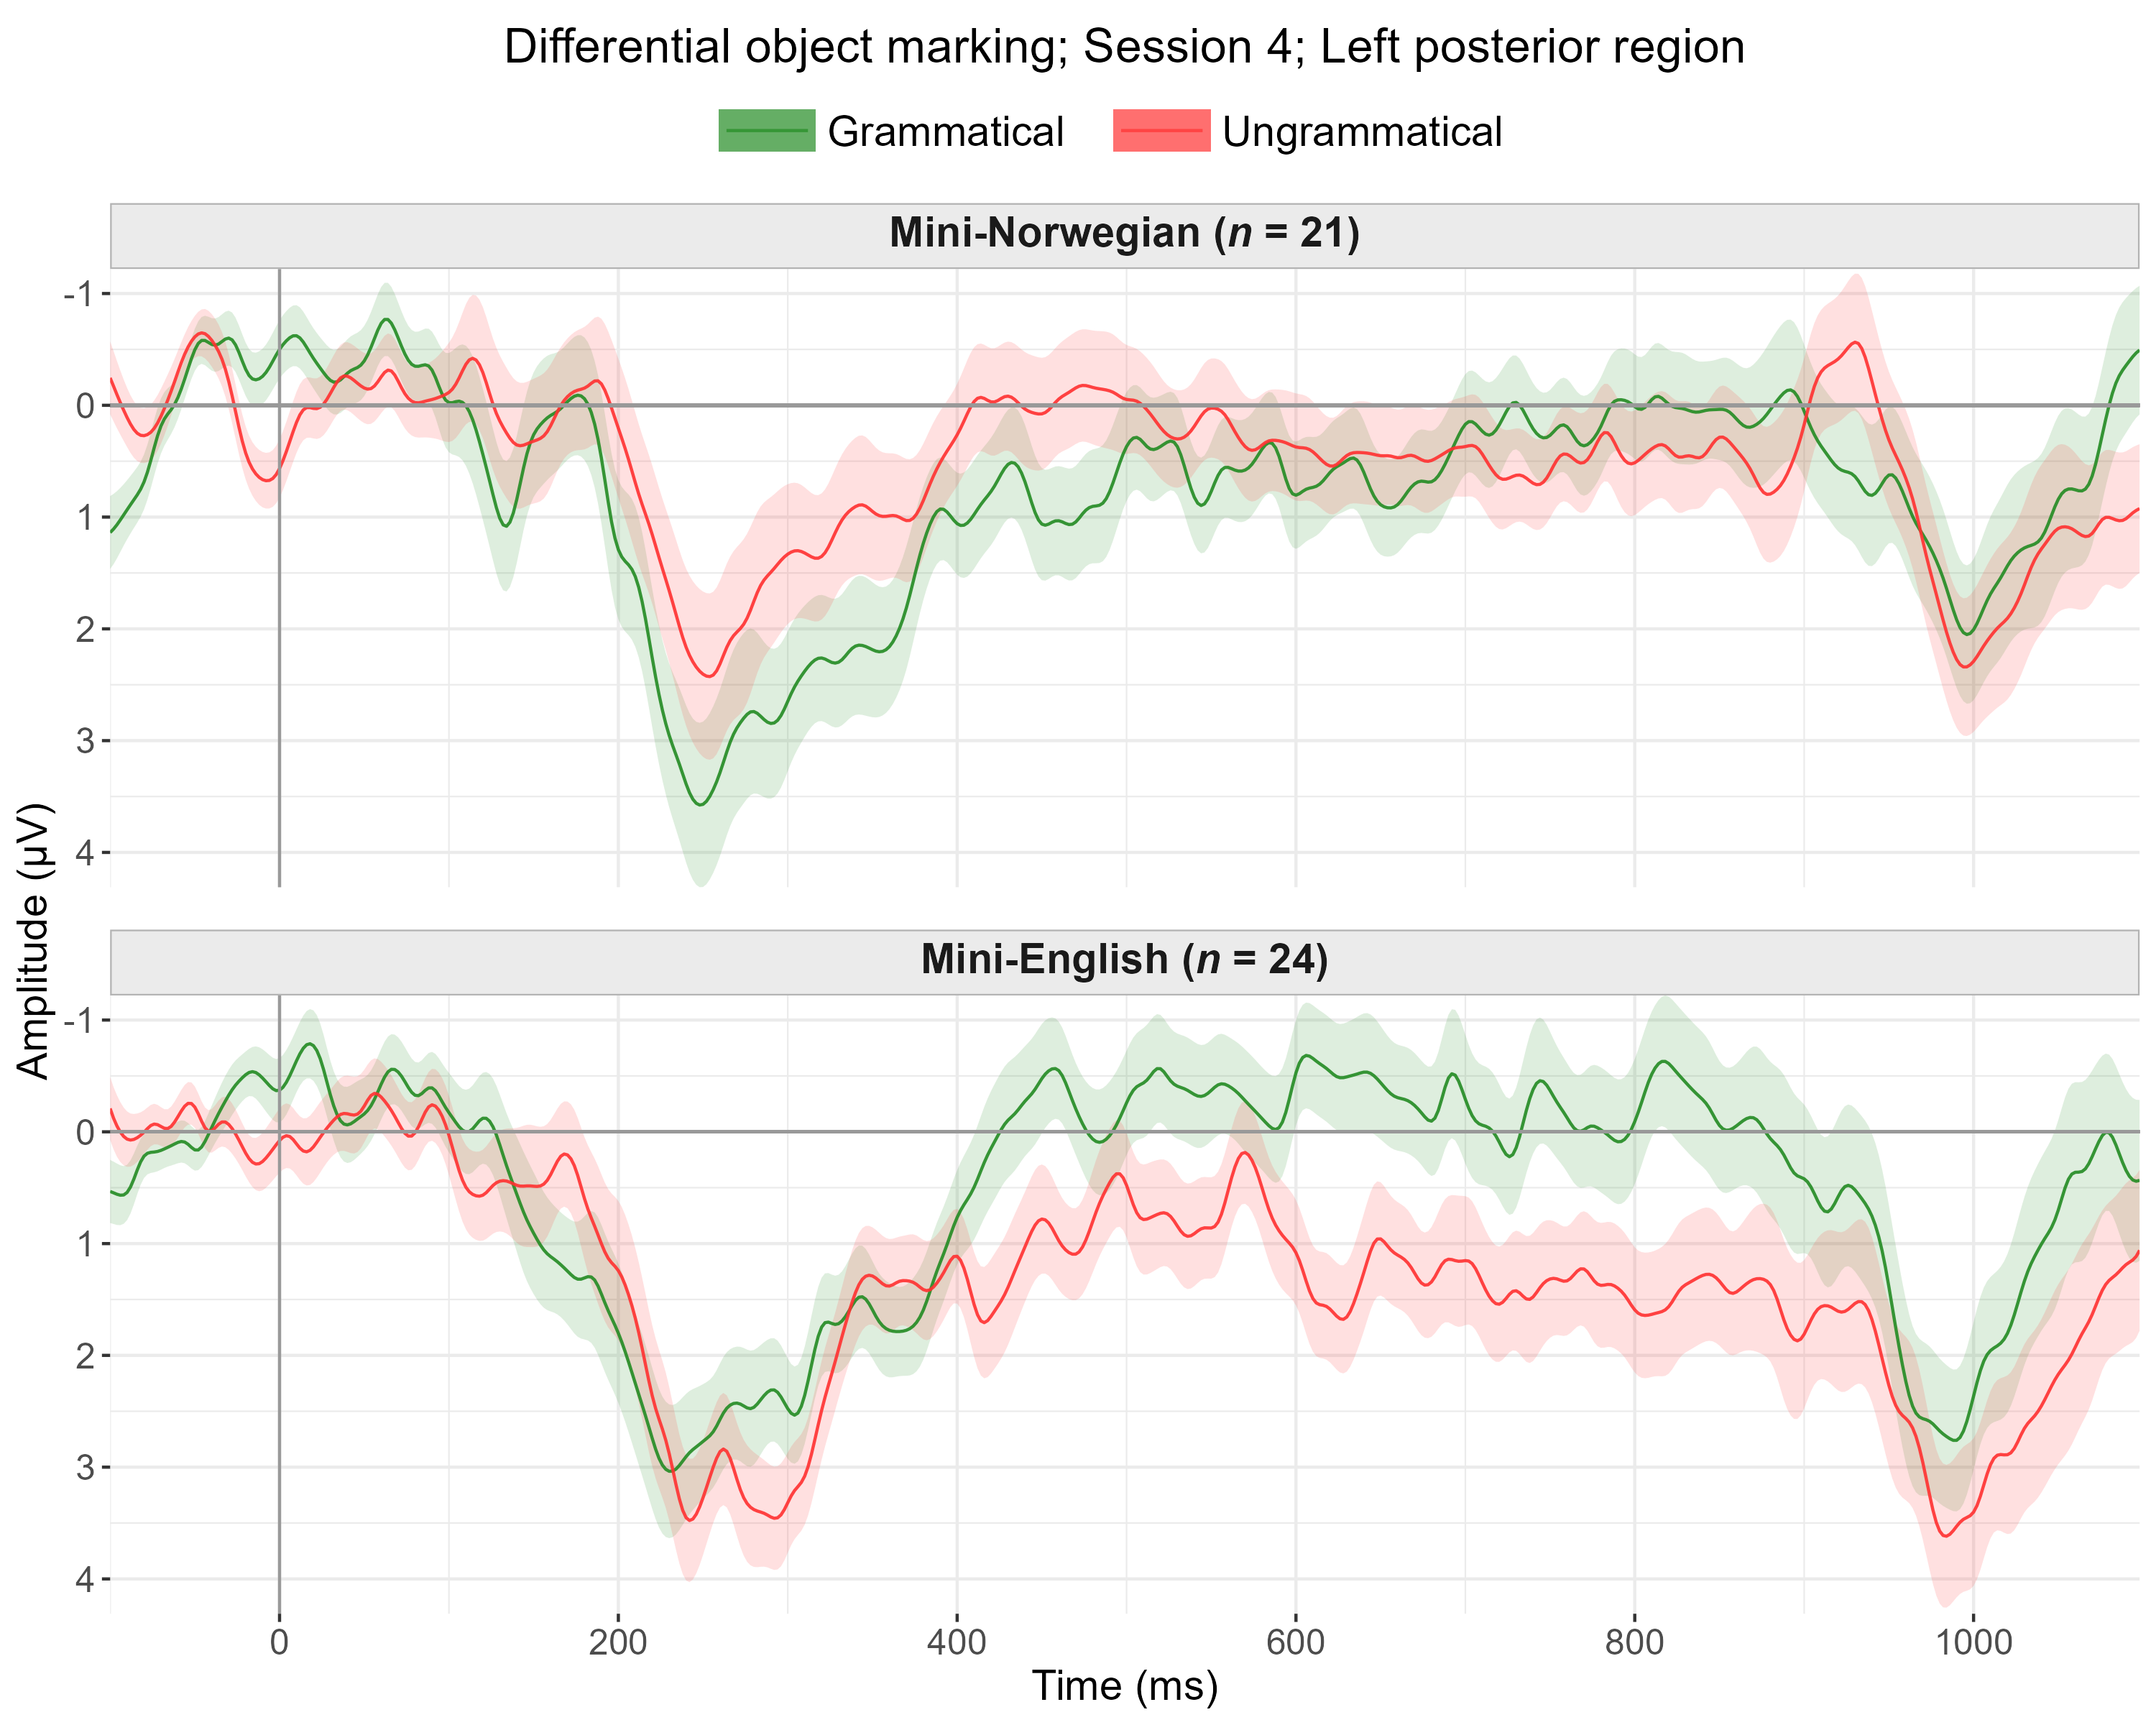 Differential object marking; Session 4; Left posterior region
Grammatical Ungrammatical
Mini-Norwegian (n = 21)
-1
0
1
2
3
4
Amplitude (µV)
Mini-English (n = 24)
-1
0
1
2
3
4
0 200 400 600 800 1000
Time (ms)